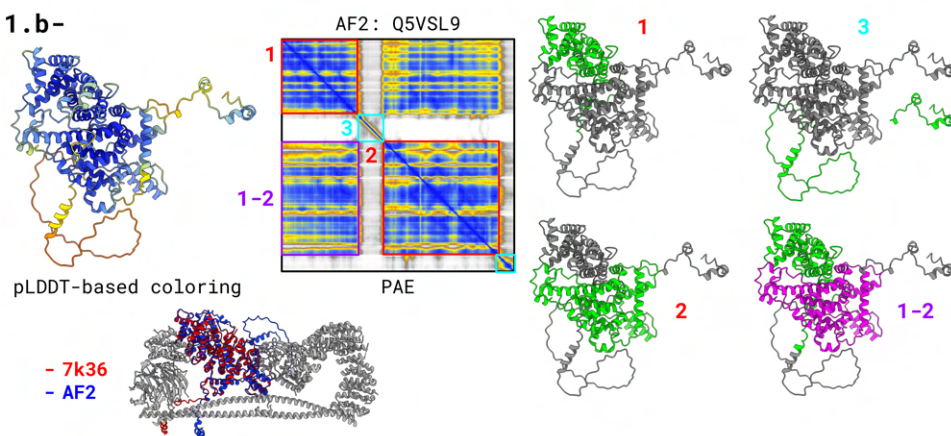 1.b-
AF2: Q5VSL9
1
3
2
1-2
pLDDT-based coloring
PAE
1
3
2
1-2
- 7k36
- AF2